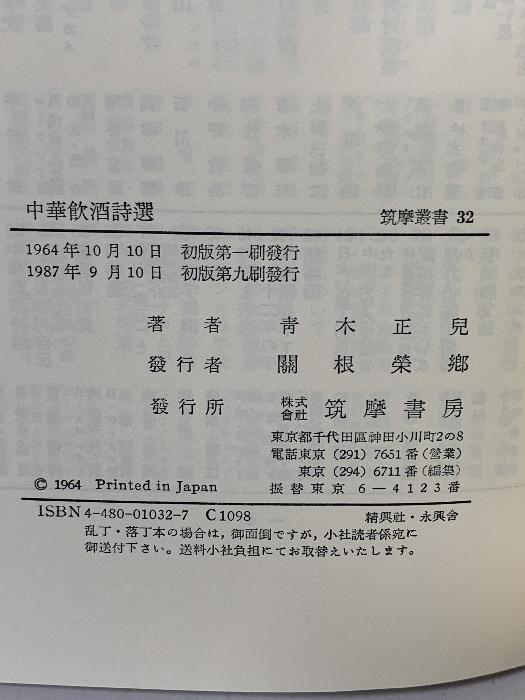 中華飮酒詩選 筑摩叢書 32
1964年10月10日 初版第一刷發行
1987年 9月10日 初版第九刷發行
著者 靑木正兒
發行者 關根榮鄕
發行所 株式會社 筑摩書房
東京都千代田區神田小川町2の8
電話東京 (291) 7651番(營業)
東京 (294) 6711番(編集)
振替東京 6—4123番
© 1964 Printed in Japan
ISBN4-480-01032-7 C1098 精興社・永興舍
乱丁・落丁本の場合は,御面倒ですが,小社読者係宛に
御送付下さい。送料小社負担にてお取替えいたします。